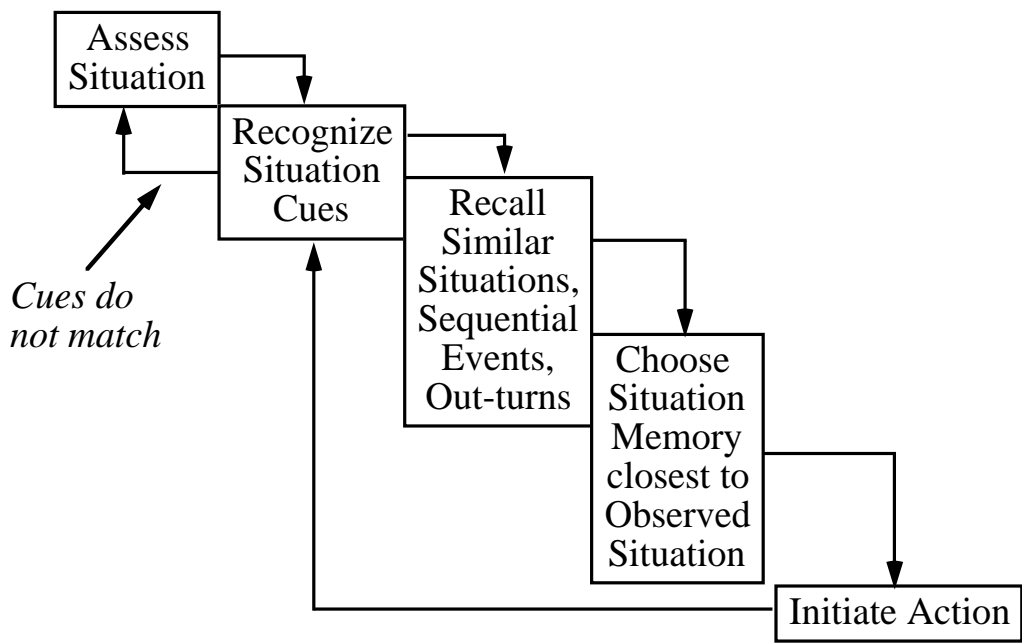 Assess
Situation
Recognize
Situation
Cues
Cues do
not match
Recall
Similar
Situations,
Sequential
Events,
Out-turns
Choose
Situation
Memory
closest to
Observed
Situation
Initiate Action